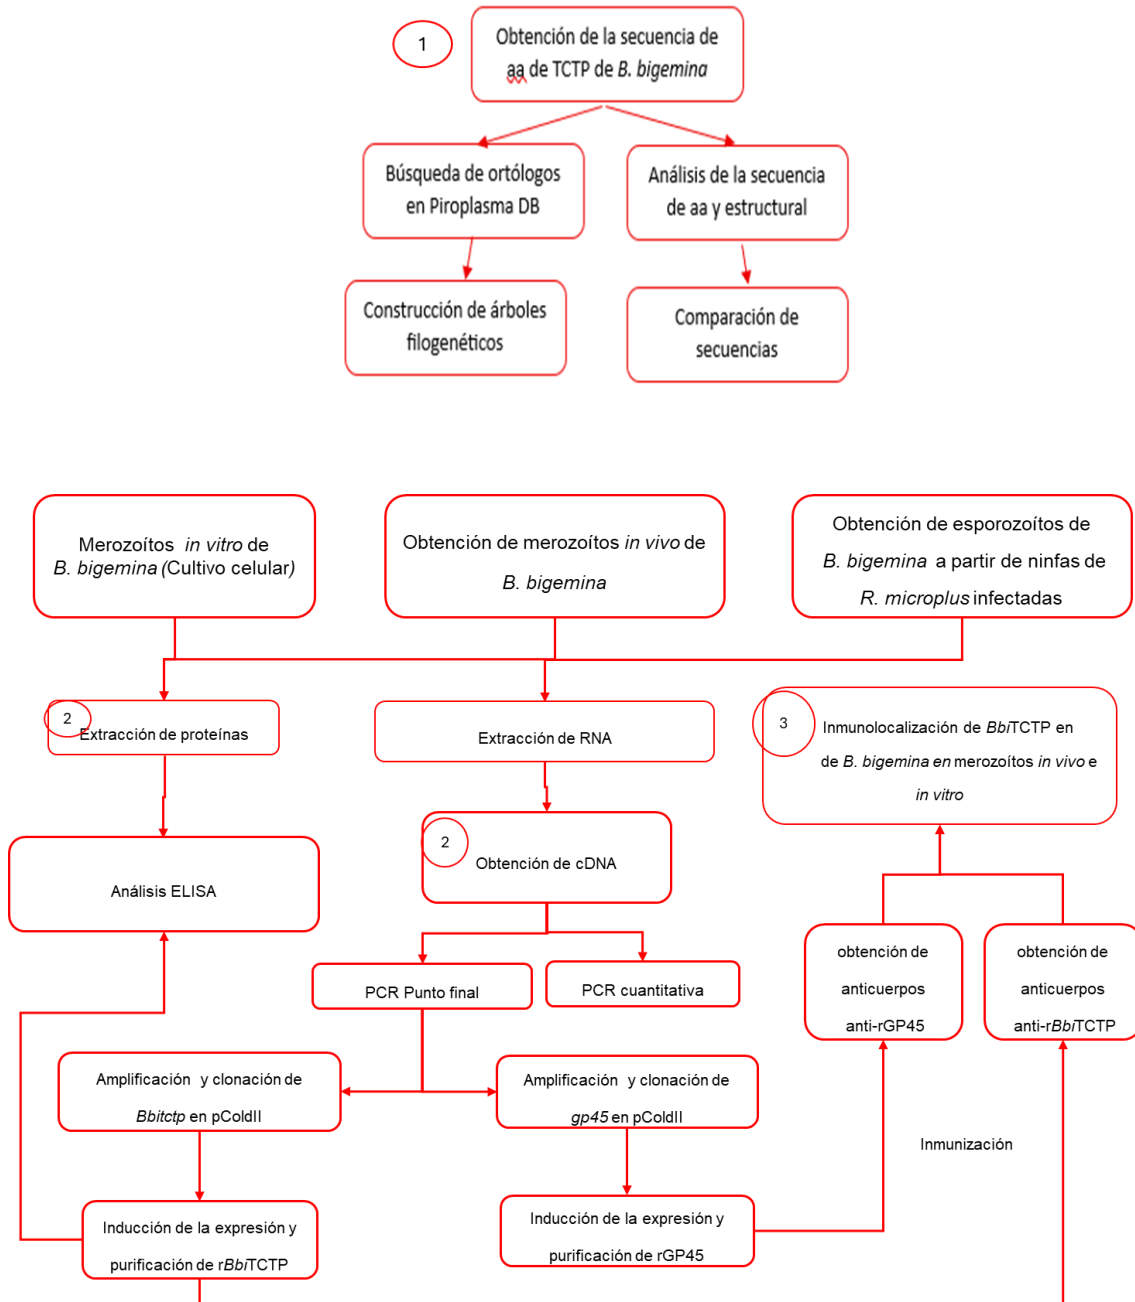 1
Obtención de la secuencia de
aa de TCTP de B. bigemina
Búsqueda de ortólogos
en Piroplasma DB
Análisis de la secuencia
de aa y estructural
Construcción de árboles
filogenéticos
Comparación de
secuencias
Merozoítos in vitro de
B. bigemina (Cultivo celular)
Obtención de merozoítos in vivo de
B. bigemina
Obtención de esporozoítos de
B. bigemina a partir de ninfas de
R. microplus infectadas
2
Extracción de proteínas
Extracción de RNA
3
Inmunolocalización de BbiTCTP en
de B. bigemina en merozoítos in vivo e
in vitro
2
Obtención de cDNA
Análisis ELISA
PCR Punto final
PCR cuantitativa
obtención de
anticuerpos
anti-rGP45
obtención de
anticuerpos
anti-rBbiTCTP
Amplificación y clonación de
Bbitctp en pColdII
Amplificación y clonación de
gp45 en pColdII
Inmunización
Inducción de la expresión y
purificación de rBbiTCTP
Inducción de la expresión y
purificación de rGP45